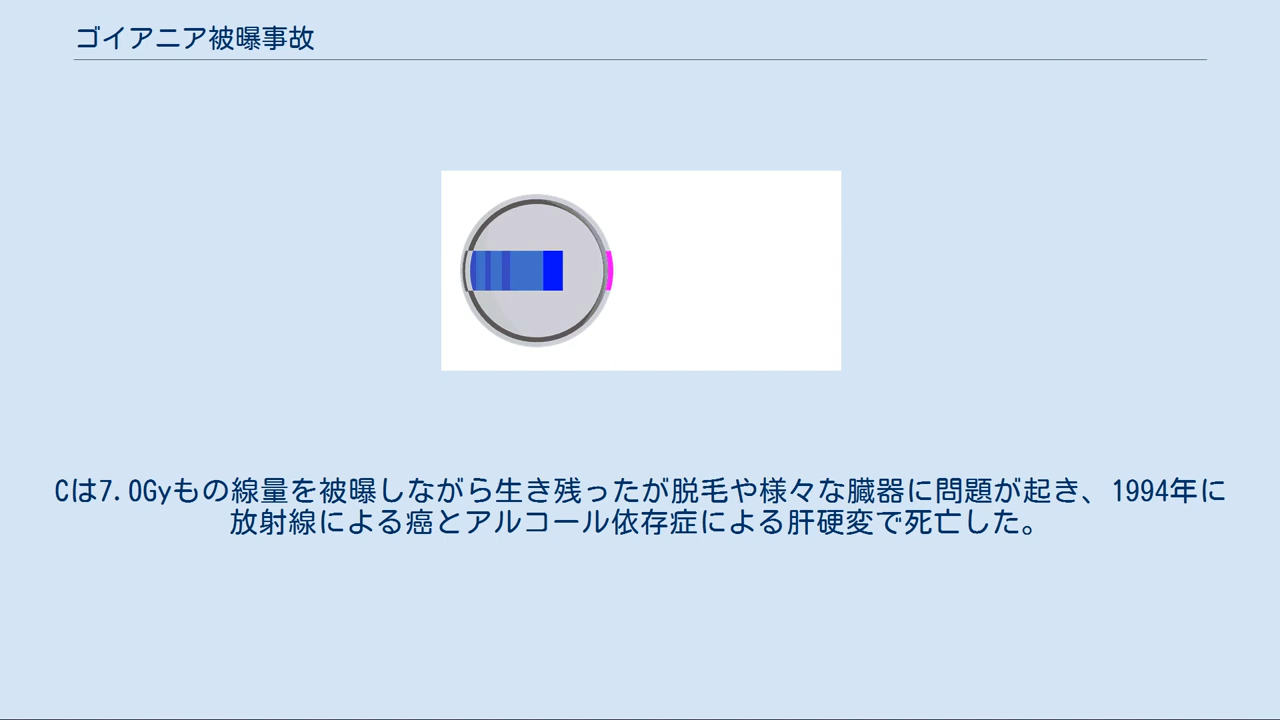 ゴイアニア被曝事故
Cは7.0Gyもの線量を被曝しながら生き残ったが脱毛や様々な臓器に問題が起き、1994年に
放射線による癌とアルコール依存症による肝硬変で死亡した。